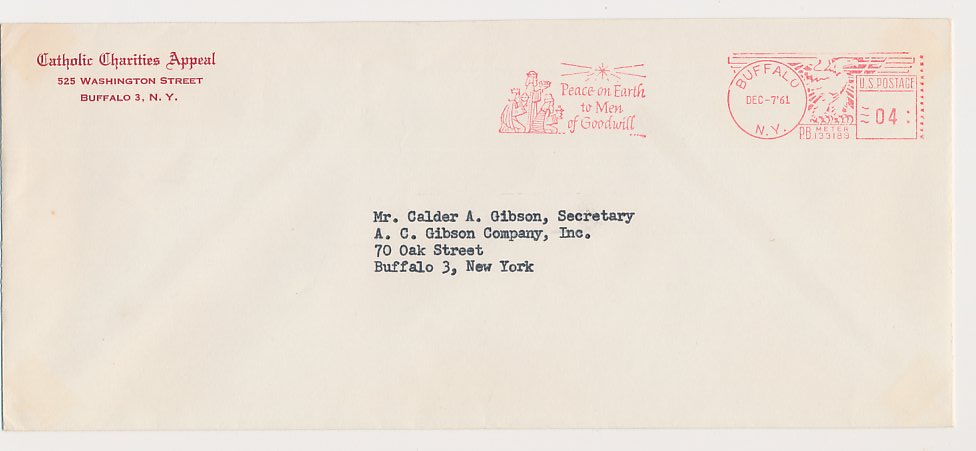 Catholic Charities Appeal
525 WASHINGTON STREET
BUFFALO 3, N. Y.
Peace on Earth
to Men
of Goodwill
BUFFALO
DEC-7'61
N.Y.
U.S. POSTAGE
04
PB METER
133189
Mr. Calder A. Gibson, Secretary
A. C. Gibson Company, Inc.
70 Oak Street
Buffalo 3, New York